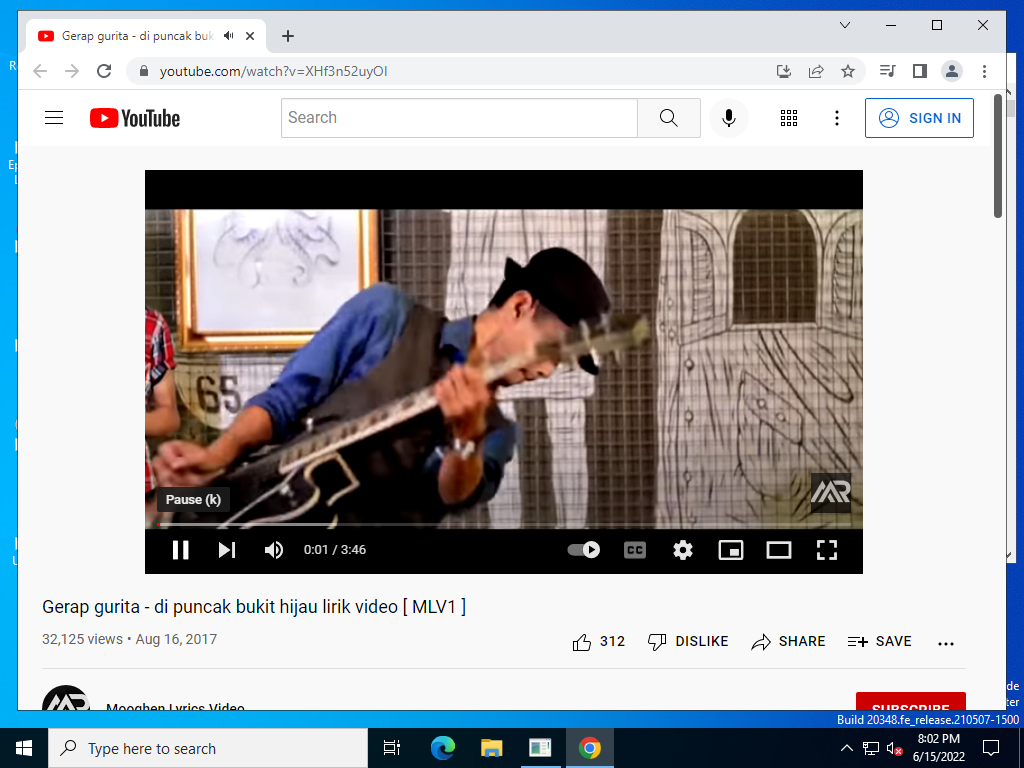 Gerap gurita - di puncak buk
youtube.com/watch?v=XHf3n52uyOI
YouTube
Search
SIGN IN
65
Pause (k)
0:01 / 3:46
CC
Gerap gurita - di puncak bukit hijau lirik video [ MLV1 ]
32,125 views • Aug 16, 2017
312
DISLIKE
SHARE
SAVE
Mooghen Lyrics Video
SUBSCRIBE
Build 20348.fe_release.210507-1500
Type here to search
8:02 PM
6/15/2022